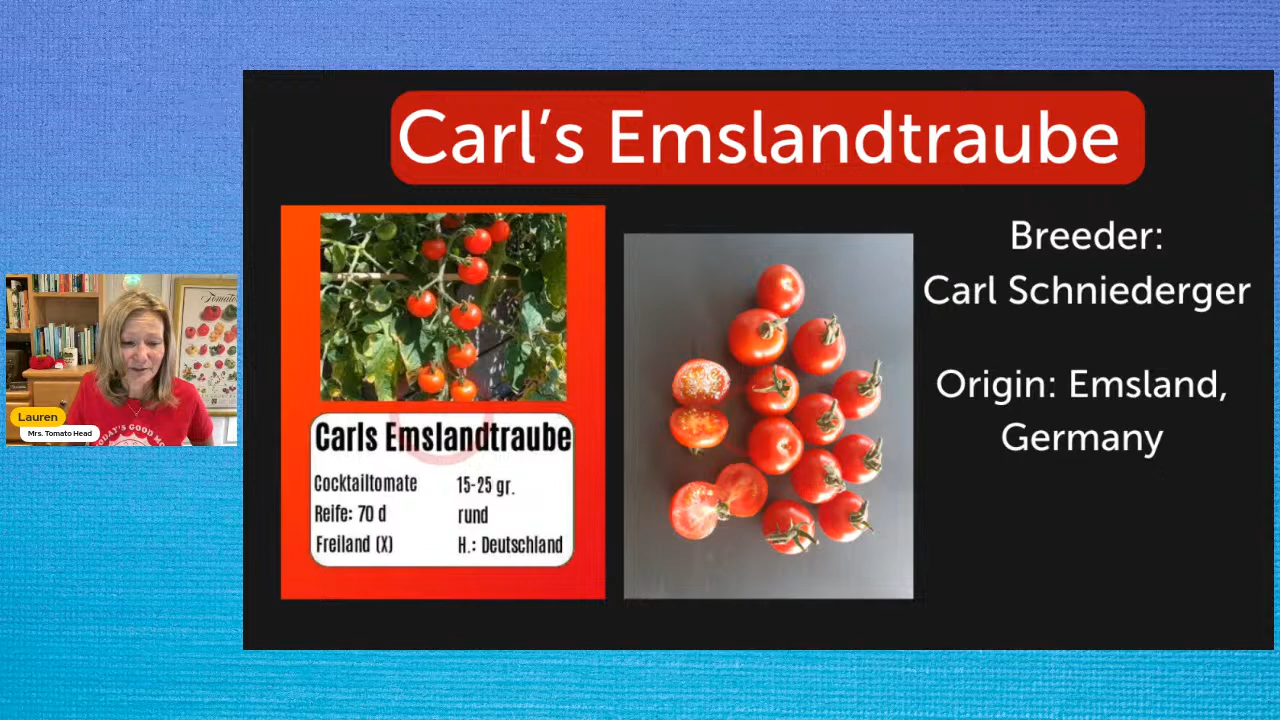 Carl's Emslandtraube
Carls Emslandtraube
Cocktailtomate 15-25 gr.
Reife: 70 d rund
Freiland (X) H.: Deutschland
Breeder:
Carl Schniederger
Origin: Emsland,
Germany
Lauren
Mrs. Tomato Head